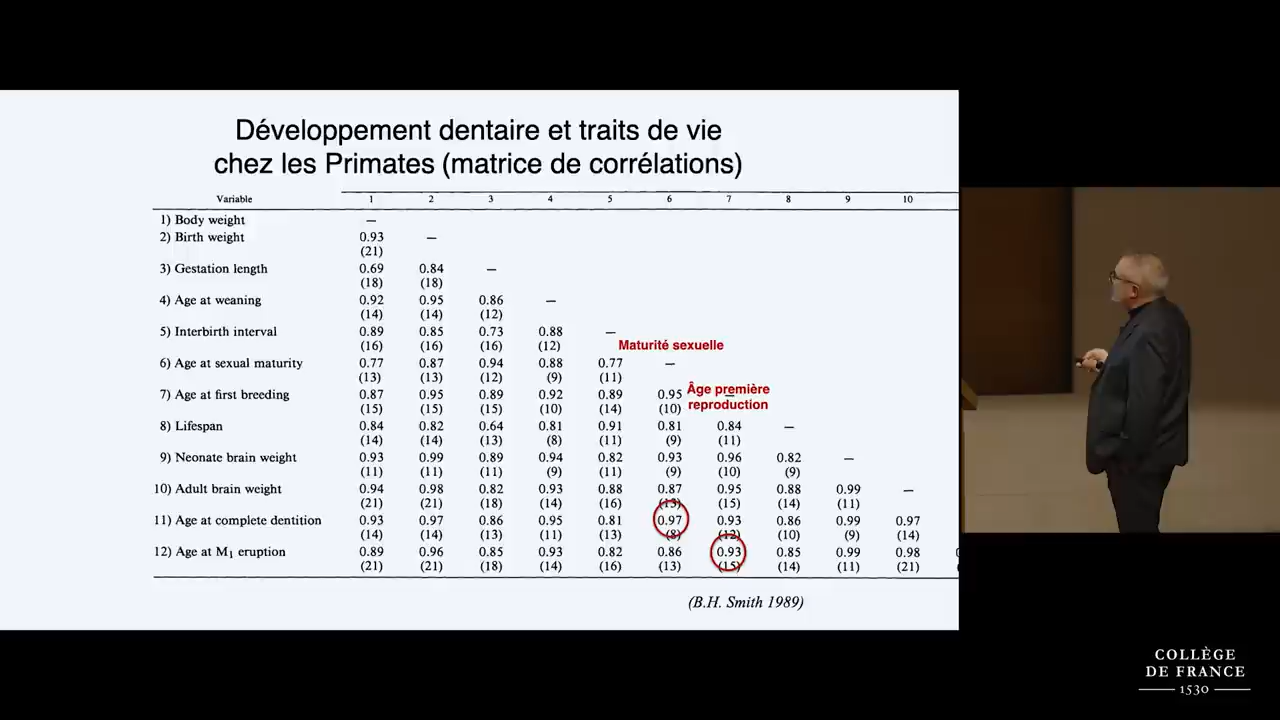 Développement dentaire et traits de vie
chez les Primates (matrice de corrélations)
Variable 1 2 3 4 5 6 7 8 9 10
1) Body weight —
2) Birth weight 0.93 —
(21)
3) Gestation length 0.69 0.84 —
(18) (18)
4) Age at weaning 0.92 0.95 0.86 —
(14) (14) (12)
5) Interbirth interval 0.89 0.85 0.73 0.88 —
(16) (16) (16) (12) Maturité sexuelle
6) Age at sexual maturity 0.77 0.87 0.94 0.88 0.77 —
(13) (13) (12) (9) (11)
Âge première
7) Age at first breeding 0.87 0.95 0.89 0.92 0.89 0.95 —
(15) (15) (15) (10) (14) (10) reproduction
8) Lifespan 0.84 0.82 0.64 0.81 0.91 0.81 0.84 —
(14) (14) (13) (8) (11) (9) (11)
9) Neonate brain weight 0.93 0.99 0.89 0.94 0.82 0.93 0.96 0.82 —
(11) (11) (11) (9) (11) (9) (10) (9)
10) Adult brain weight 0.94 0.98 0.82 0.93 0.88 0.87 0.95 0.88 0.99 —
(21) (21) (18) (14) (16) (13) (15) (14) (11)
11) Age at complete dentition 0.93 0.97 0.86 0.95 0.81 0.97 0.93 0.86 0.99 0.97
(14) (14) (13) (11) (13) (8) (12) (10) (9) (14)
12) Age at M₁ eruption 0.89 0.96 0.85 0.93 0.82 0.86 0.93 0.85 0.99 0.98
(21) (21) (18) (14) (16) (13) (15) (14) (11) (21)
(B.H. Smith 1989)
COLLÈGE
DE FRANCE
1530